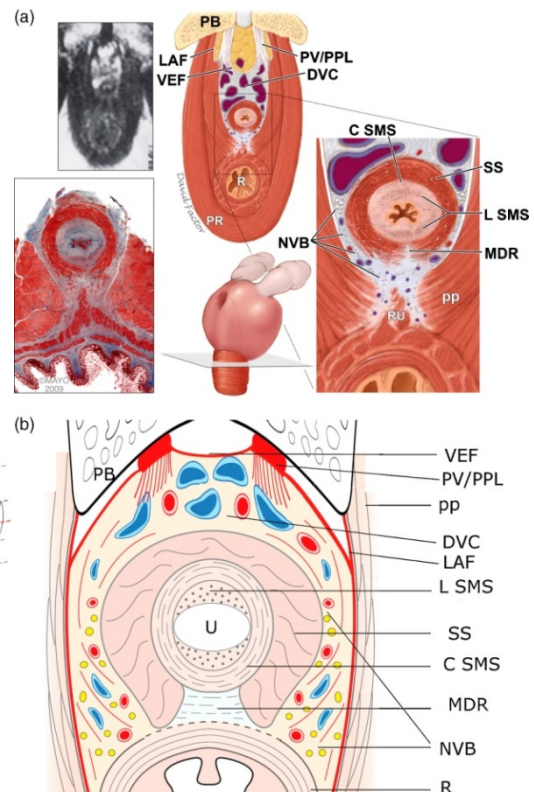 (a)
PB
LAF
PV/PPL
VEF
DVC
C SMS
SS
R
L SMS
David Factor
PR
NVB
MDR
pp
RU
©MAYO
2009
(b)
PB
VEF
PV/PPL
pp
DVC
LAF
L SMS
U
SS
C SMS
MDR
NVB
R